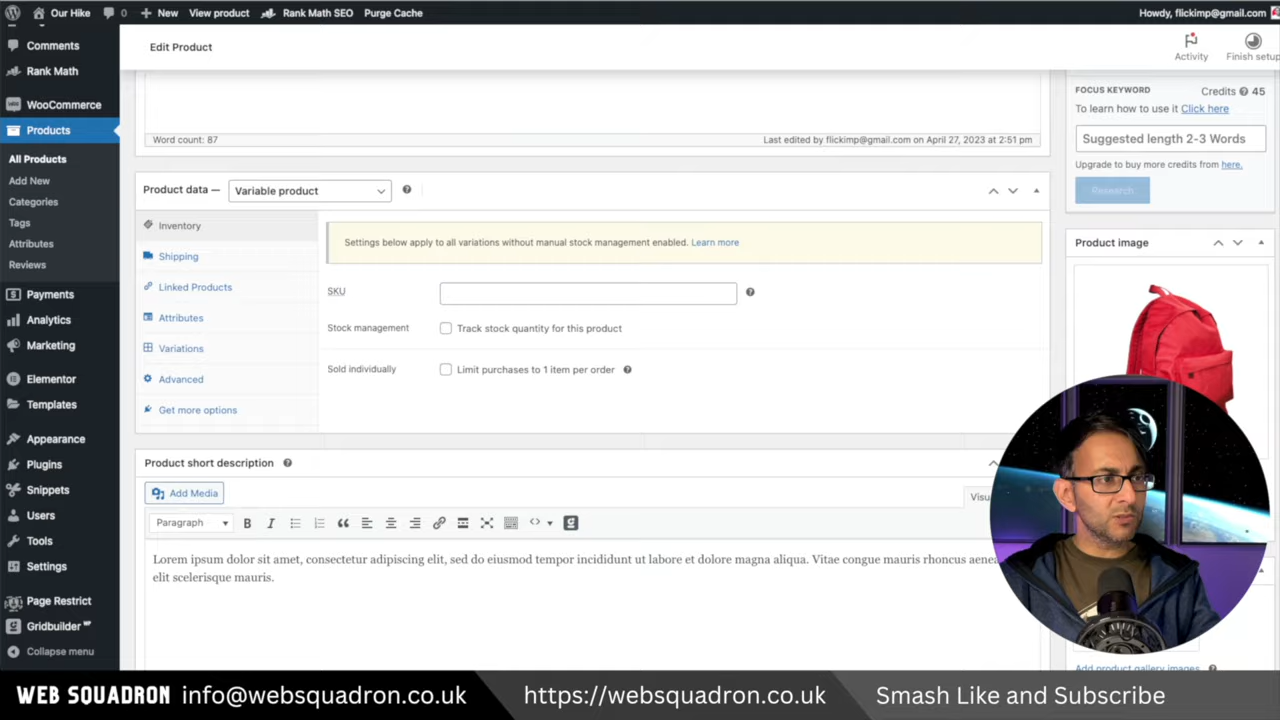 Our Hike
0
New
View product
Rank Math SEO
Purge Cache
Howdy, flickimp@gmail.com
Comments
Rank Math
WooCommerce
Products
All Products
Add New
Categories
Tags
Attributes
Reviews
Payments
Analytics
Marketing
Elementor
Templates
Appearance
Plugins
Snippets
Users
Tools
Settings
Page Restrict
Gridbuilder WP
Collapse menu
Edit Product
Activity
Finish setup
Word count: 87
Last edited by flickimp@gmail.com on April 27, 2023 at 2:51 pm
Product data —
Variable product
Inventory
Shipping
Linked Products
Attributes
Variations
Advanced
Get more options
Settings below apply to all variations without manual stock management enabled. Learn more
SKU
Stock management
Track stock quantity for this product
Sold individually
Limit purchases to 1 item per order
Product short description
Add Media
Visu
Paragraph
Lorem ipsum dolor sit amet, consectetur adipiscing elit, sed do eiusmod tempor incididunt ut labore et dolore magna aliqua. Vitae congue mauris rhoncus aenea
elit scelerisque mauris.
FOCUS KEYWORD
Credits
45
To learn how to use it Click here
Suggested length 2-3 Words
Upgrade to buy more credits from here.
Research
Product image
Add product gallery images
WEB SQUADRON
info@websquadron.co.uk
https://websquadron.co.uk
Smash Like and Subscribe